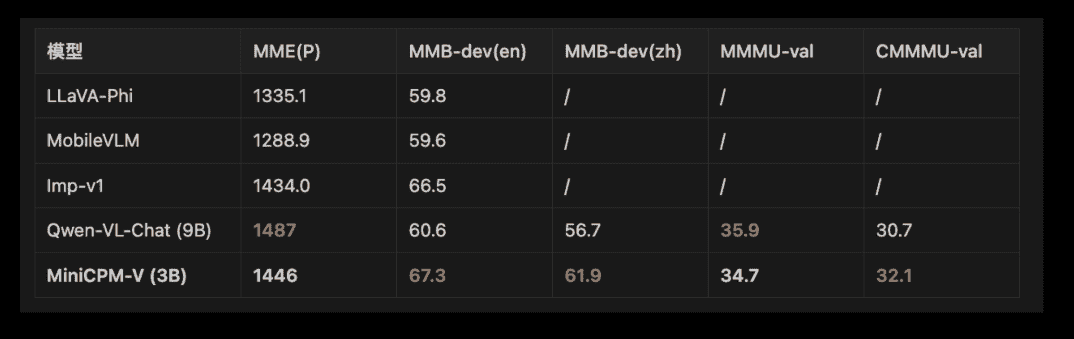 模型 MME(P) MMB-dev(en) MMB-dev(zh) MMMU-val CMMMU-val
LLaVA-Phi 1335.1 59.8 / / /
MobileVLM 1288.9 59.6 / / /
Imp-v1 1434.0 66.5 / / /
Qwen-VL-Chat (9B) 1487 60.6 56.7 35.9 30.7
MiniCPM-V (3B) 1446 67.3 61.9 34.7 32.1